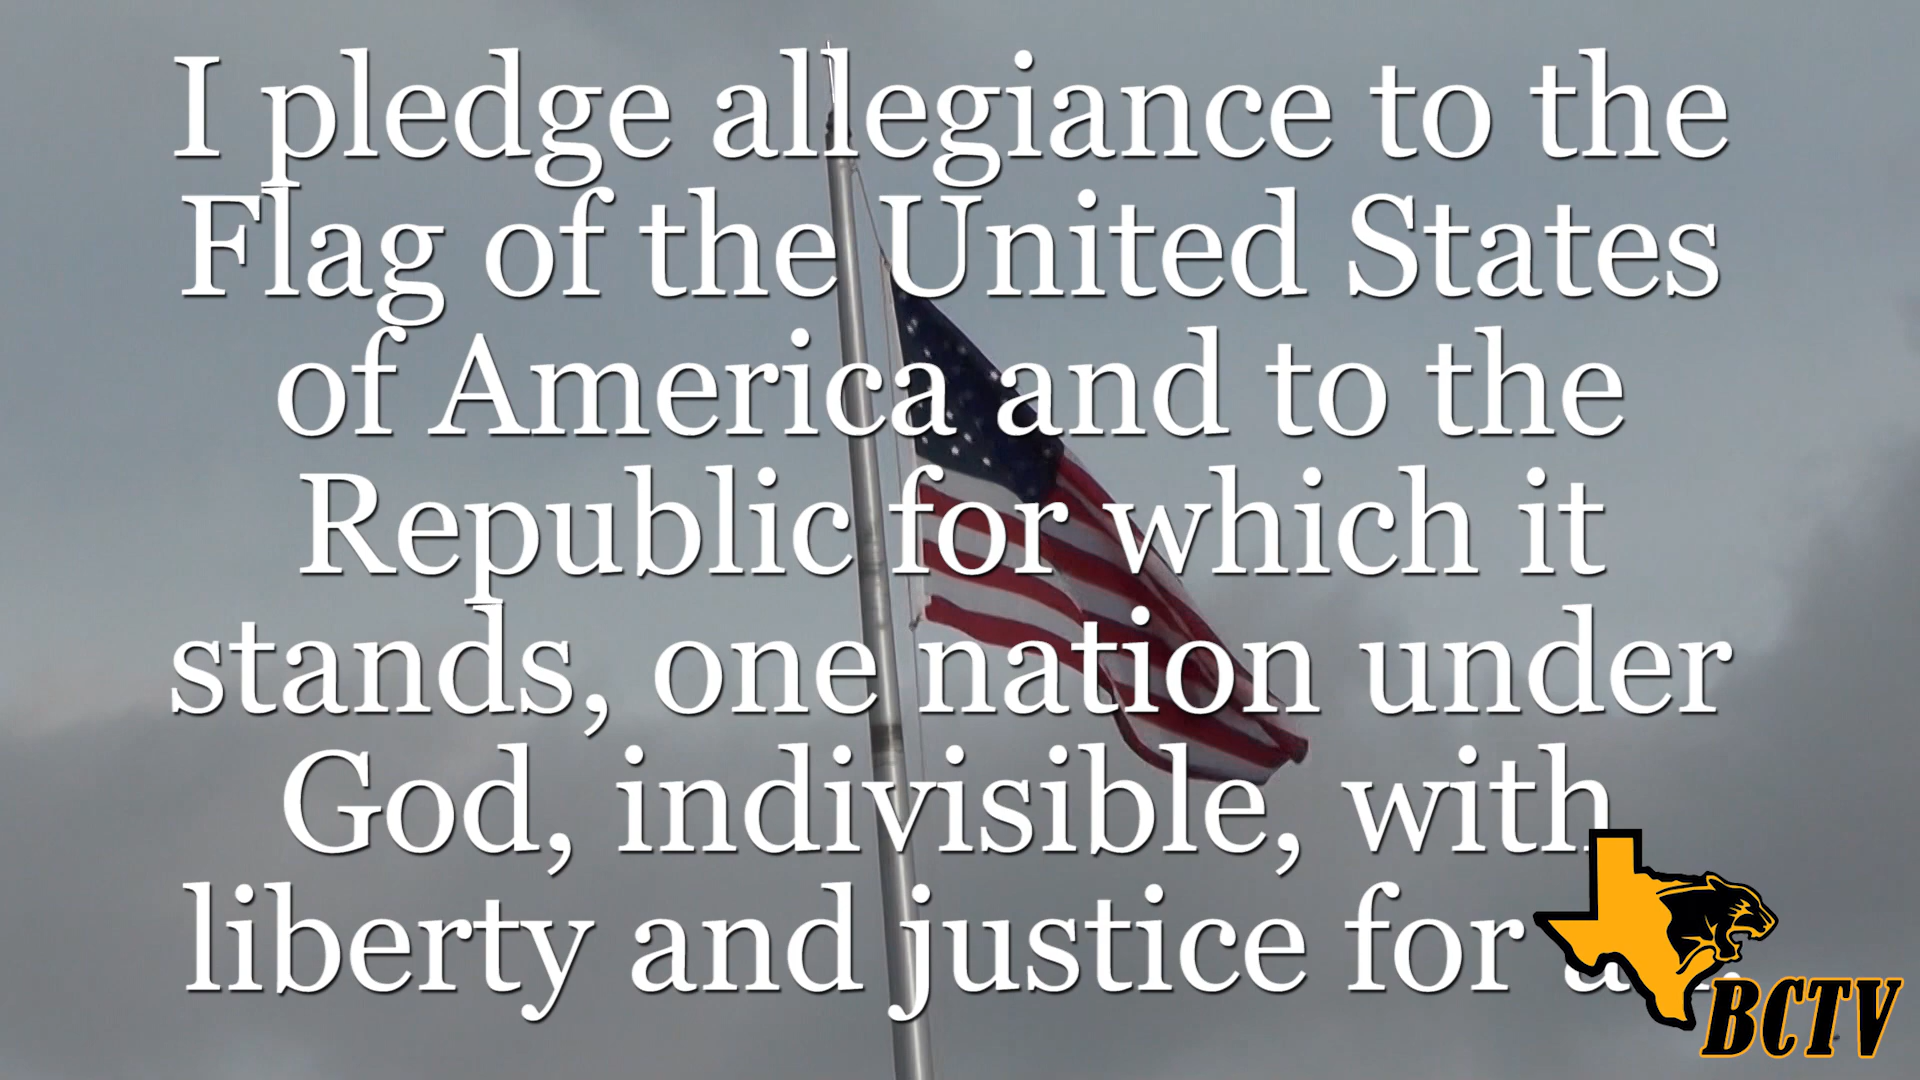 I pledge allegiance to the
Flag of the United States
of America and to the
Republic for which it
stands, one nation under
God, indivisible, with
liberty and justice for
BCTV